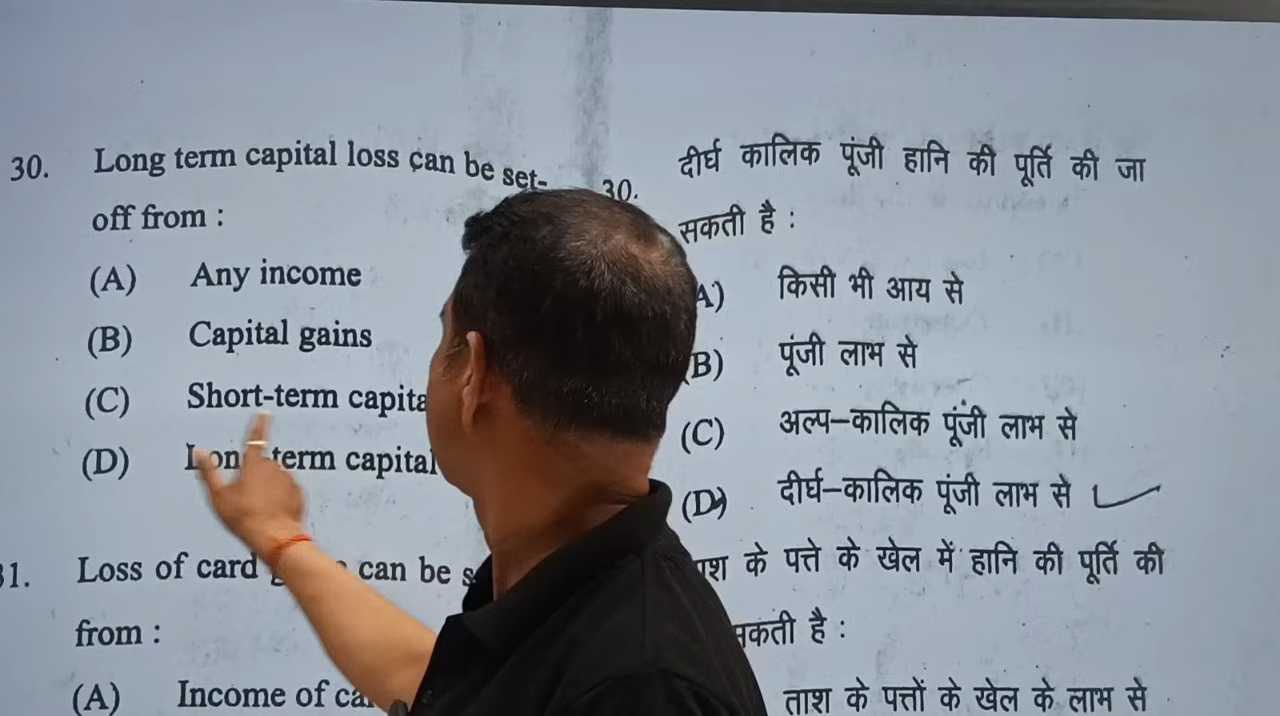 30. Long term capital loss can be set-
off from :
(A) Any income
(B) Capital gains
(C) Short-term
(D) term capital
31. Loss of card can be
from :
(A) Income of
30. दीर्घ कालिक पूंजी हानि की पूर्ति की जा
सकती है :
(A) किसी भी आय से
(B) पूंजी लाभ से
(C) अल्प-कालिक पूंजी लाभ से
(D) दीर्घ-कालिक पूंजी लाभ से
के पत्ते के खेल में हानि की पूर्ति की
है :
ताश के पत्तों के खेल के लाभ से